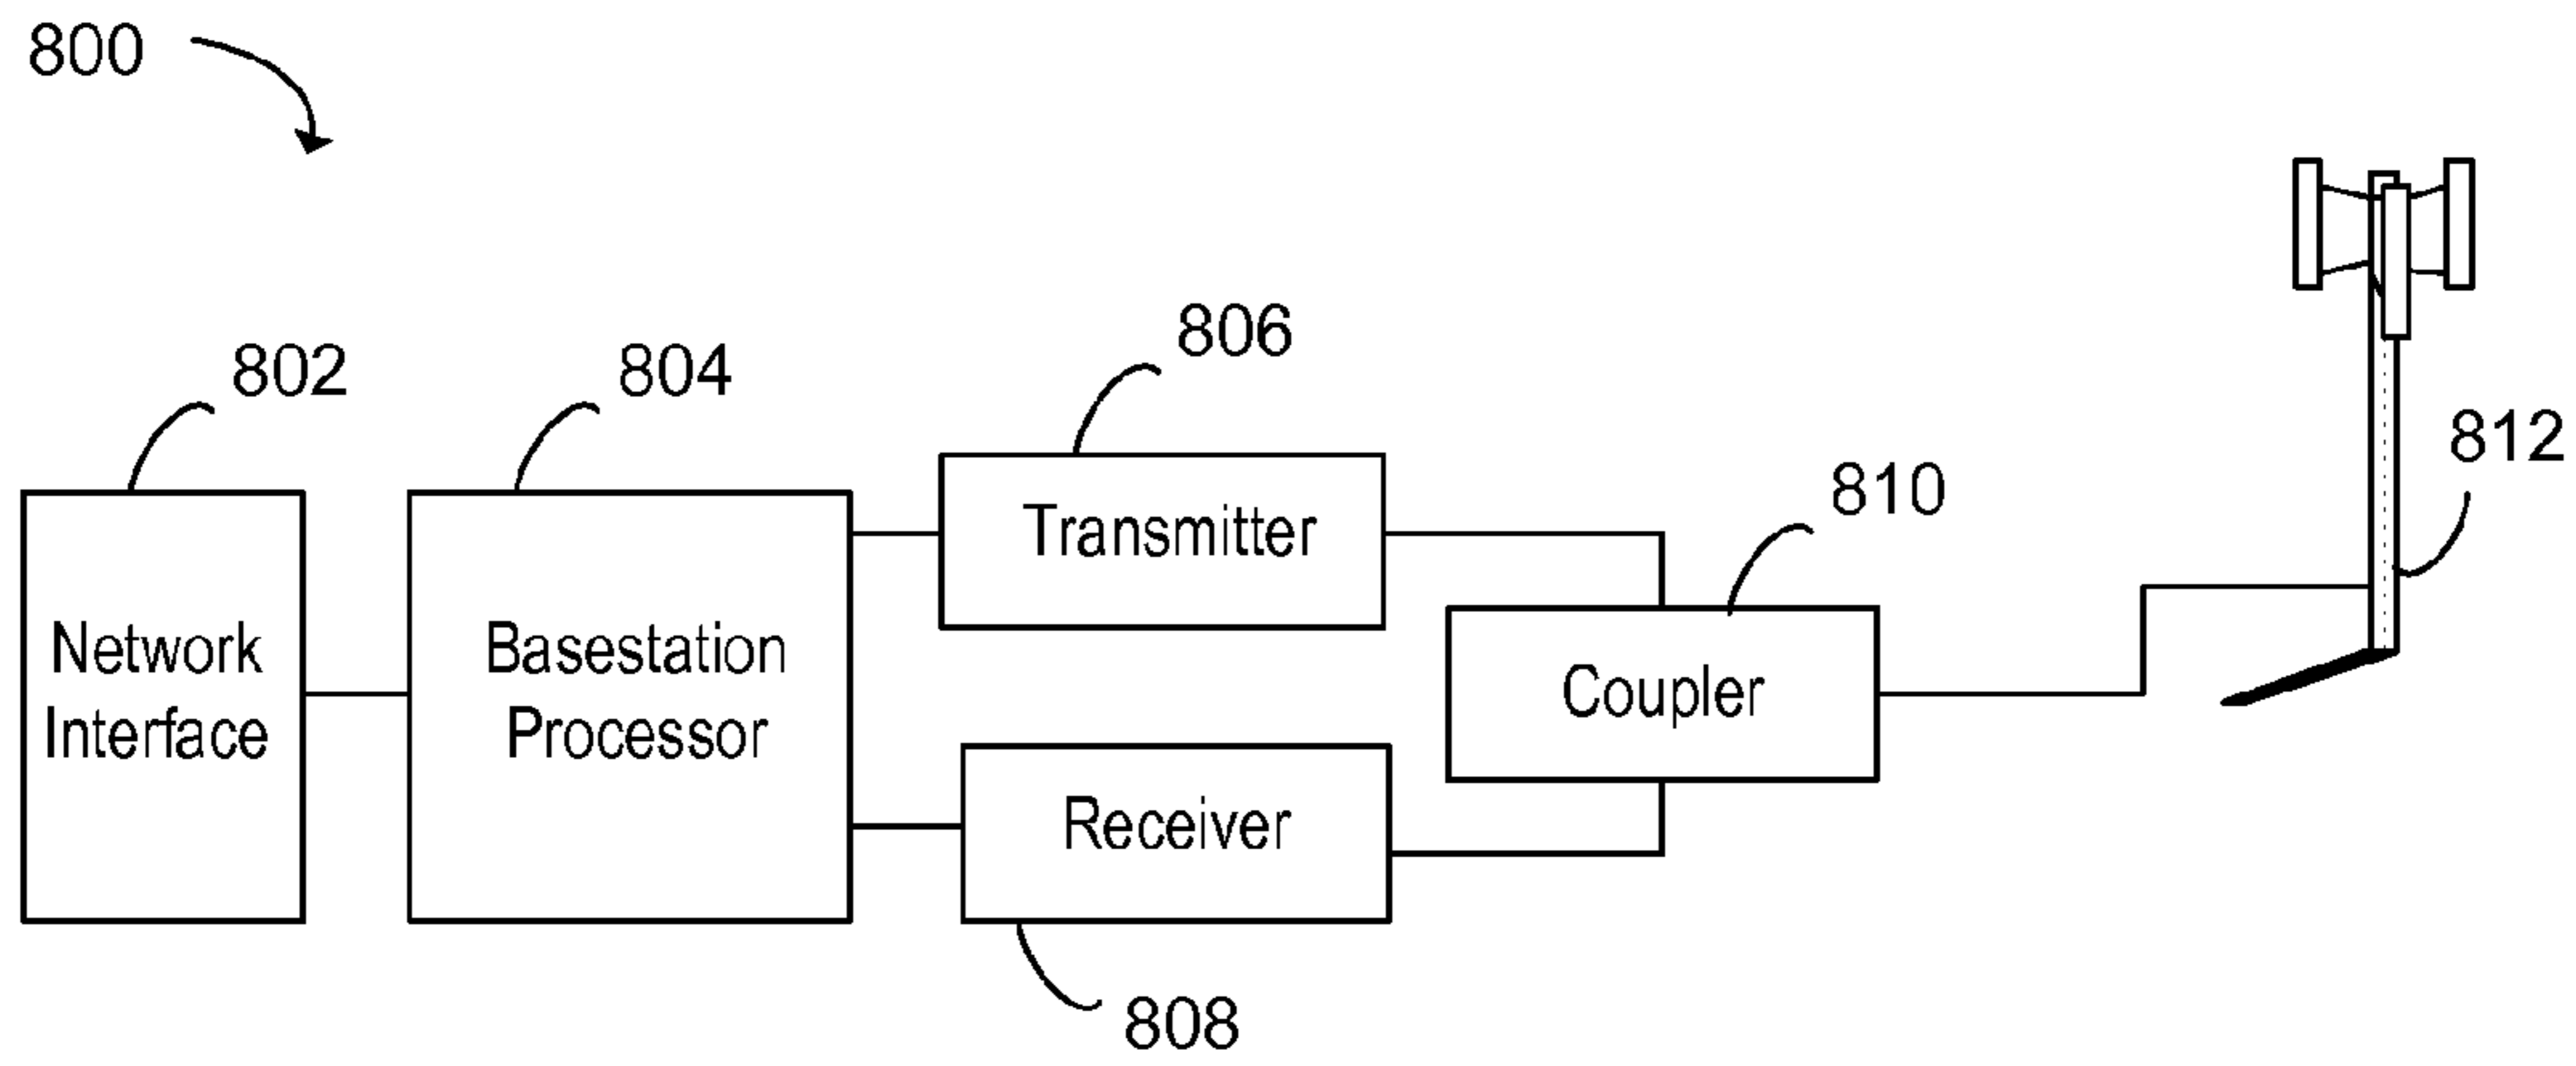 800
802
804
806
810
812
Network
Interface
Basestation
Processor
Transmitter
Receiver
Coupler
808